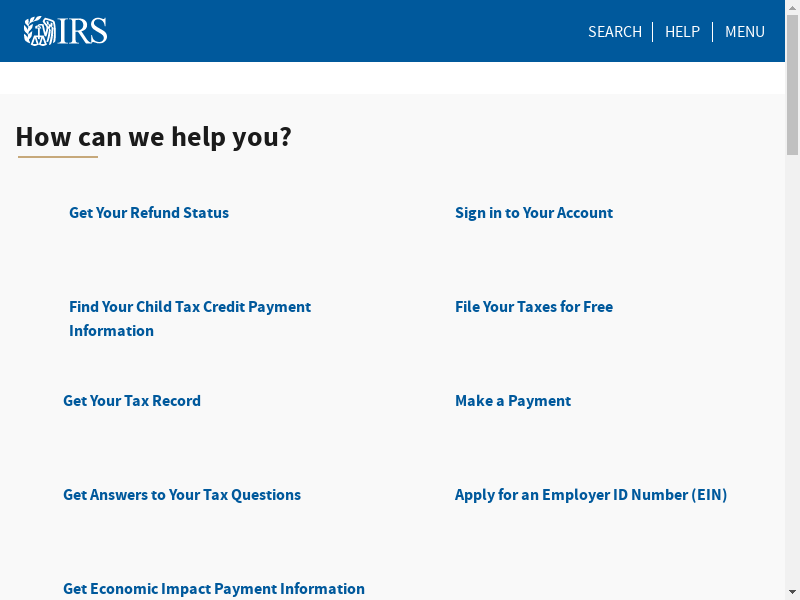 IRS
SEARCH
HELP
MENU
How can we help you?
Get Your Refund Status
Sign in to Your Account
Find Your Child Tax Credit Payment
Information
File Your Taxes for Free
Get Your Tax Record
Make a Payment
Get Answers to Your Tax Questions
Apply for an Employer ID Number (EIN)
Get Economic Impact Payment Information